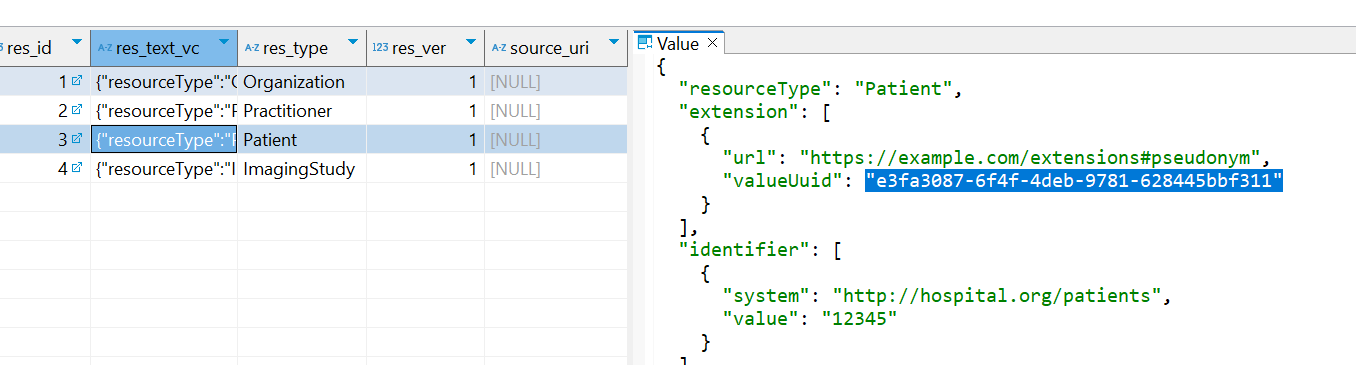 res_id res_text_vc res_type res_ver source_uri
1 {"resourceType":"O Organization 1 [NULL]
2 {"resourceType":"P Practitioner 1 [NULL]
3 {"resourceType":"P Patient 1 [NULL]
4 {"resourceType":"I ImagingStudy 1 [NULL]
Value
{
"resourceType": "Patient",
"extension": [
{
"url": "https://example.com/extensions#pseudonym",
"valueUuid": "e3fa3087-6f4f-4deb-9781-628445bbf311"
}
],
"identifier": [
{
"system": "http://hospital.org/patients",
"value": "12345"
}